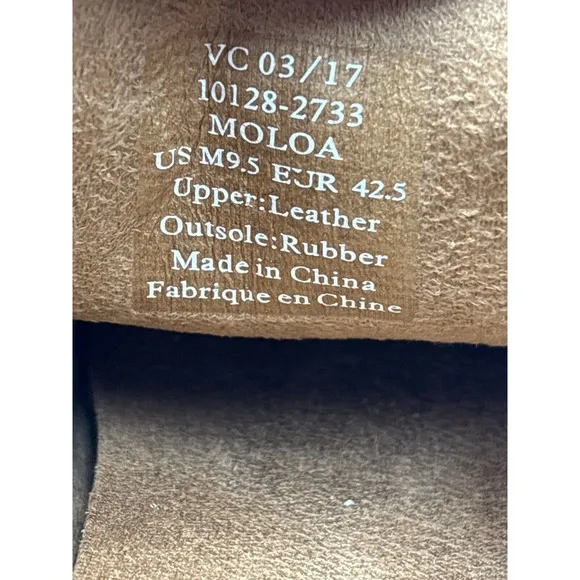 VC 03/17
10128-2733
MOLOA
US M9.5 EUR 42.5
Upper:Leather
Outsole:Rubber
Made in China
Fabrique en Chine